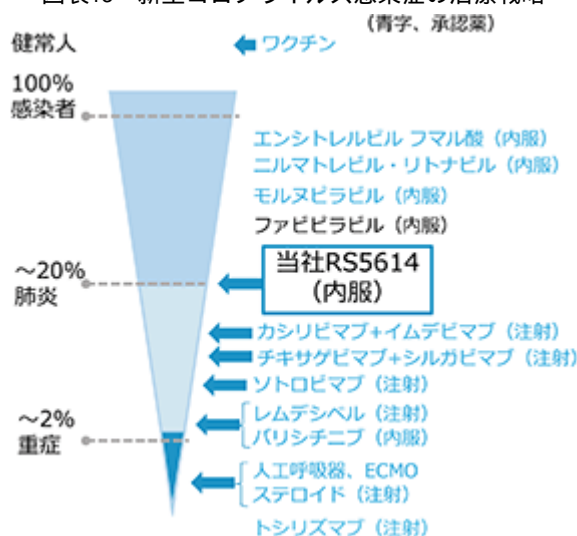 （青字、承認薬）
健常人
ワクチン
100%
感染者
エンシトレルビル フマル酸（内服）
ニルマトレビル・リトナビル（内服）
モルヌピラビル（内服）
ファビピラビル（内服）
～20%
肺炎
当社RS5614
（内服）
カシリビマブ+イムデビマブ（注射）
チキサゲビマブ+シルガビマブ（注射）
ソトロビマブ（注射）
～2%
重症
レムデシベル（注射）
バリシチニブ（内服）
人工呼吸器、ECMO
ステロイド（注射）
トシリズマブ（注射）